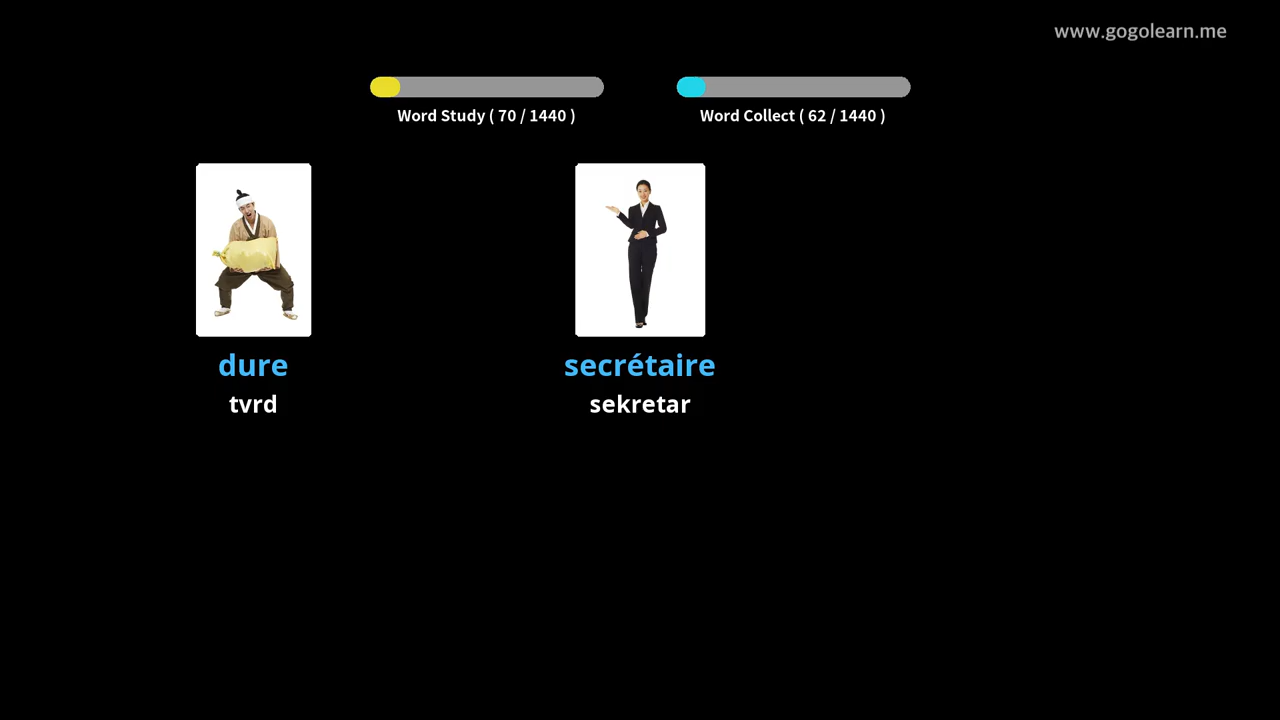 www.gogolearn.me
Word Study ( 70 / 1440 )
Word Collect ( 62 / 1440 )
dure
tvrd
secrétaire
sekretar